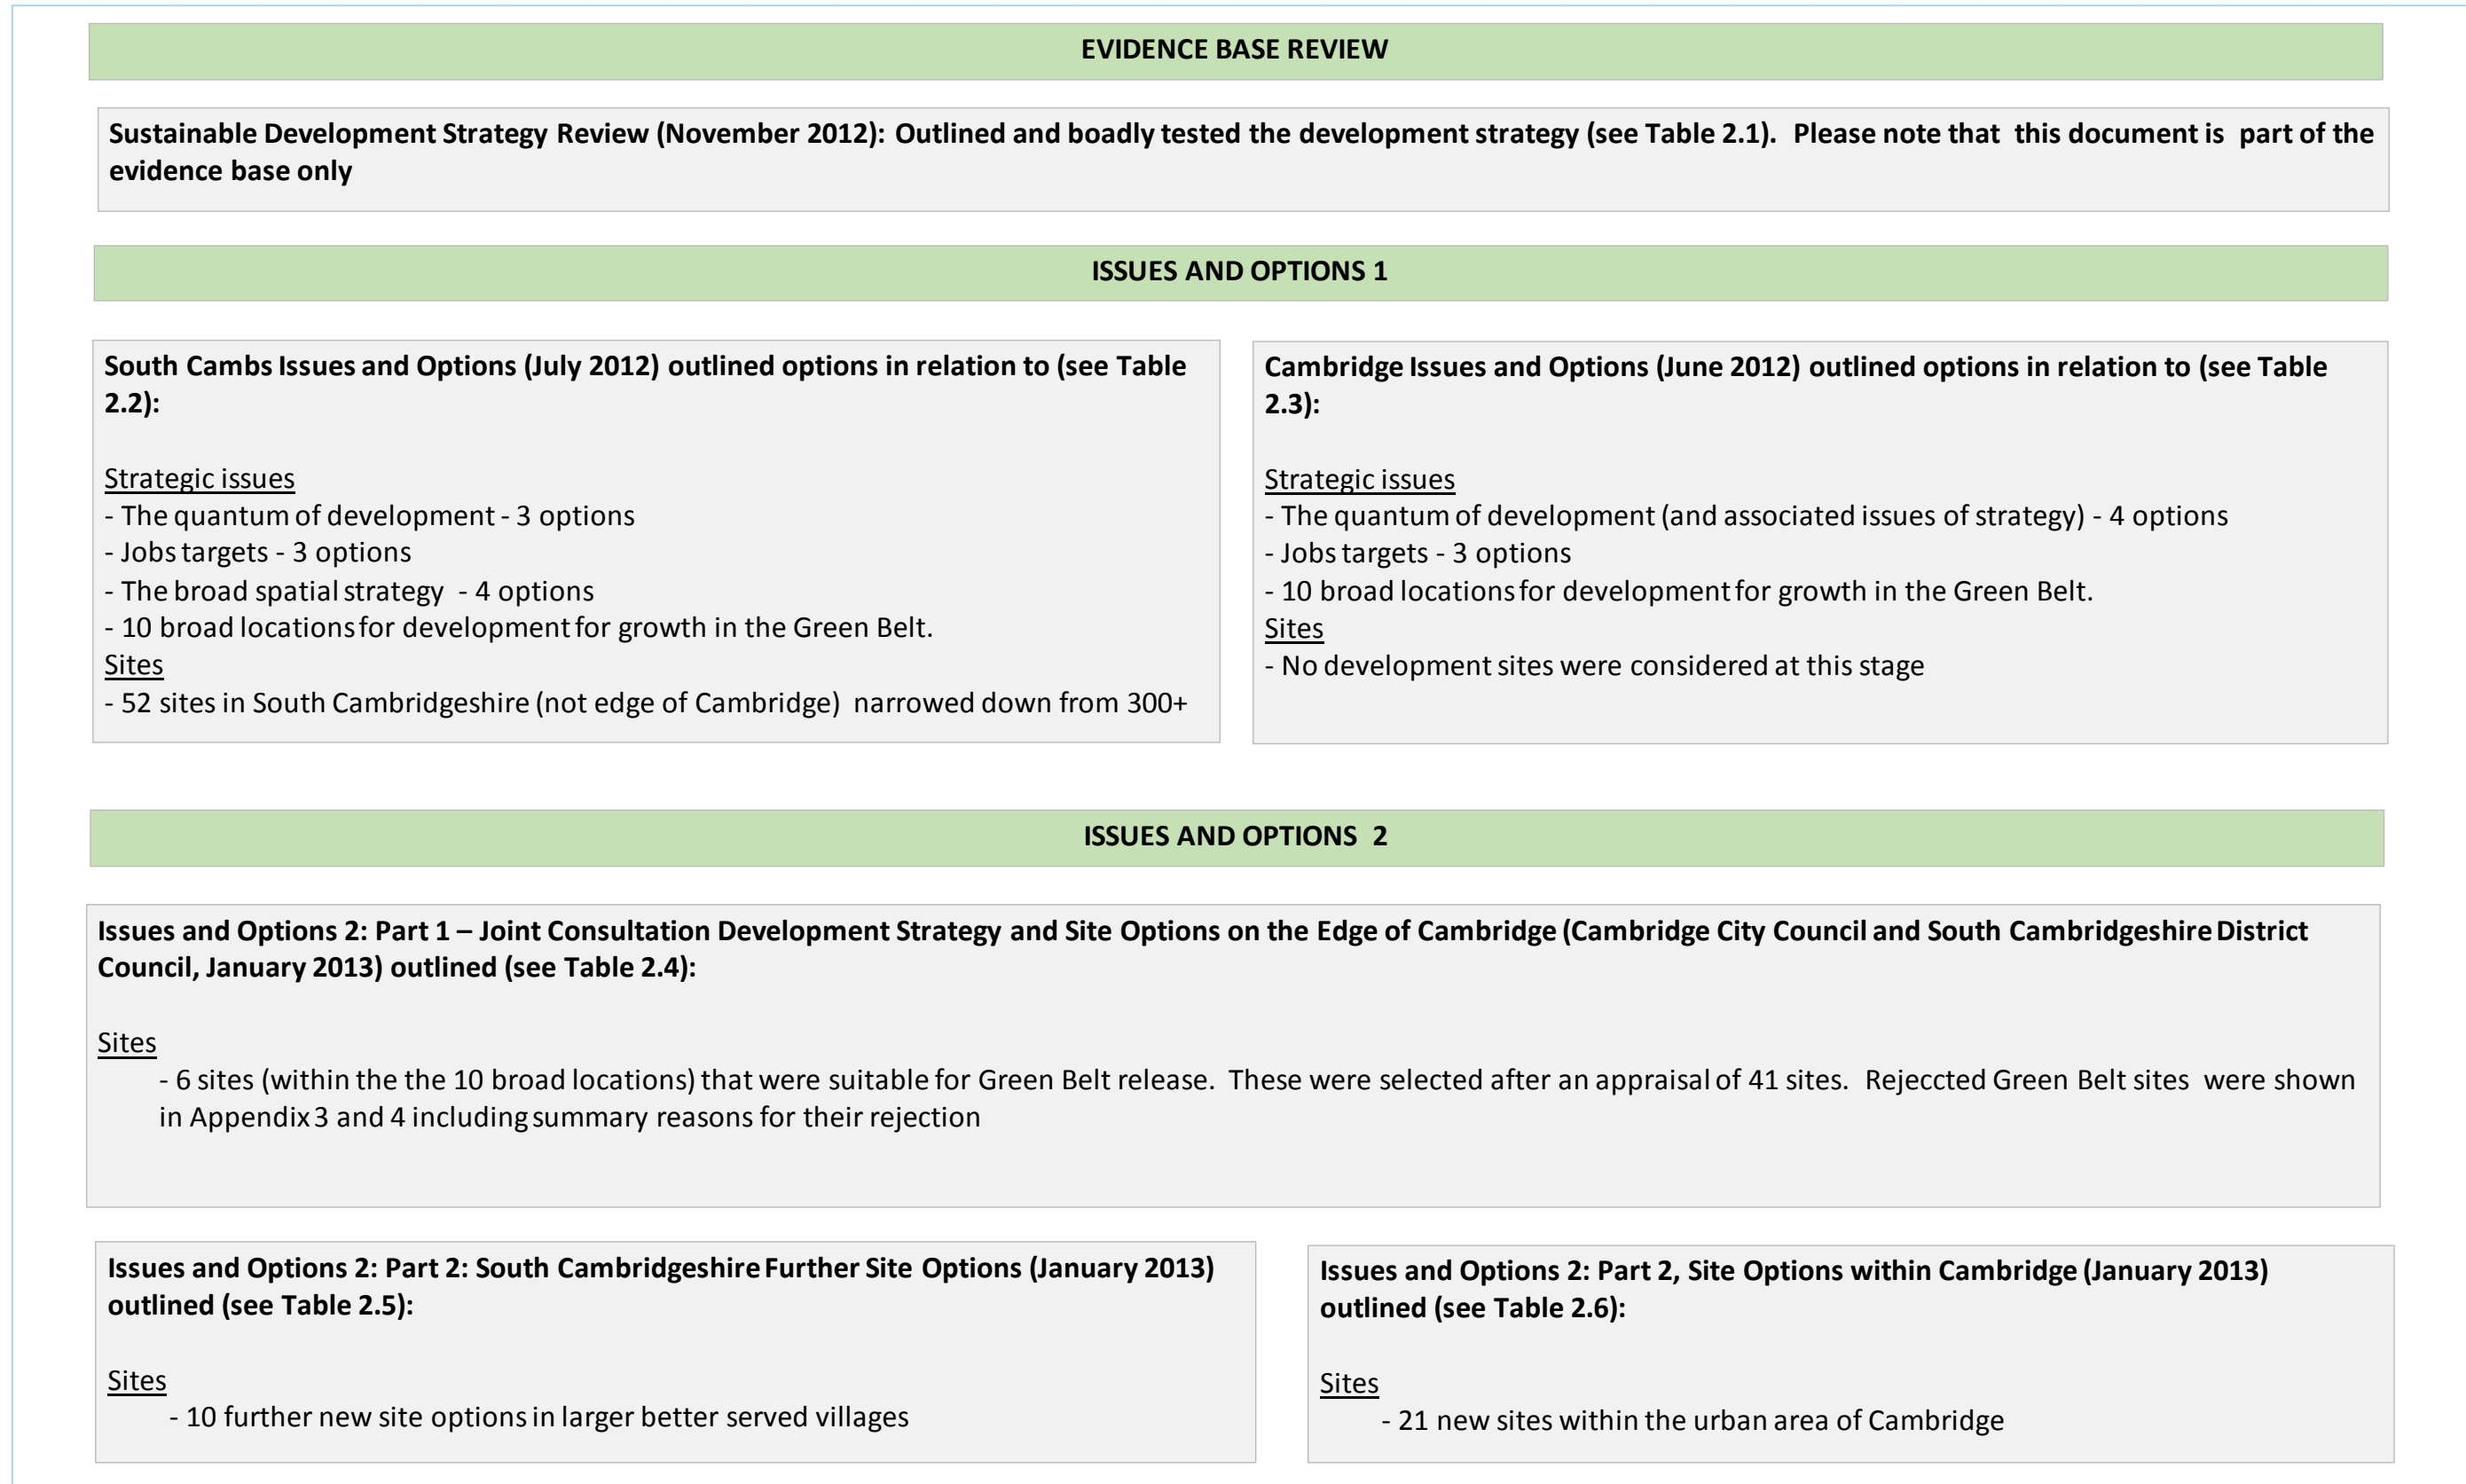 EVIDENCE BASE REVIEW
Sustainable Development Strategy Review (November 2012): Outlined and boadly tested the development strategy (see Table 2.1). Please note that this document is part of the
evidence base only
ISSUES AND OPTIONS 1
South Cambs Issues and Options (July 2012) outlined options in relation to (see Table
2.2):
Strategic issues
- The quantum of development - 3 options
- Jobs targets - 3 options
- The broad spatial strategy - 4 options
- 10 broad locations for development for growth in the Green Belt.
Sites
- 52 sites in South Cambridgeshire (not edge of Cambridge) narrowed down from 300+
Cambridge Issues and Options (June 2012) outlined options in relation to (see Table
2.3):
Strategic issues
- The quantum of development (and associated issues of strategy) - 4 options
- Jobs targets - 3 options
- 10 broad locations for development for growth in the Green Belt.
Sites
- No development sites were considered at this stage
ISSUES AND OPTIONS 2
Issues and Options 2: Part 1 – Joint Consultation Development Strategy and Site Options on the Edge of Cambridge (Cambridge City Council and South Cambridgeshire District
Council, January 2013) outlined (see Table 2.4):
Sites
- 6 sites (within the the 10 broad locations) that were suitable for Green Belt release. These were selected after an appraisal of 41 sites. Rejeccted Green Belt sites were shown
in Appendix 3 and 4 including summary reasons for their rejection
Issues and Options 2: Part 2: South Cambridgeshire Further Site Options (January 2013)
outlined (see Table 2.5):
Sites
- 10 further new site options in larger better served villages
Issues and Options 2: Part 2, Site Options within Cambridge (January 2013)
outlined (see Table 2.6):
Sites
- 21 new sites within the urban area of Cambridge